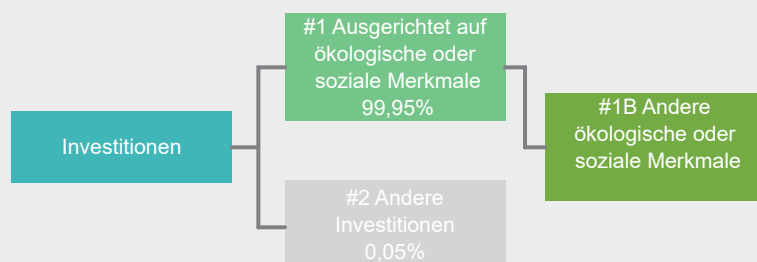 #1 Ausgerichtet auf
ökologische oder
soziale Merkmale
99,95%
Investitionen
#1B Andere
ökologische oder
soziale Merkmale
#2 Andere
Investitionen
0,05%